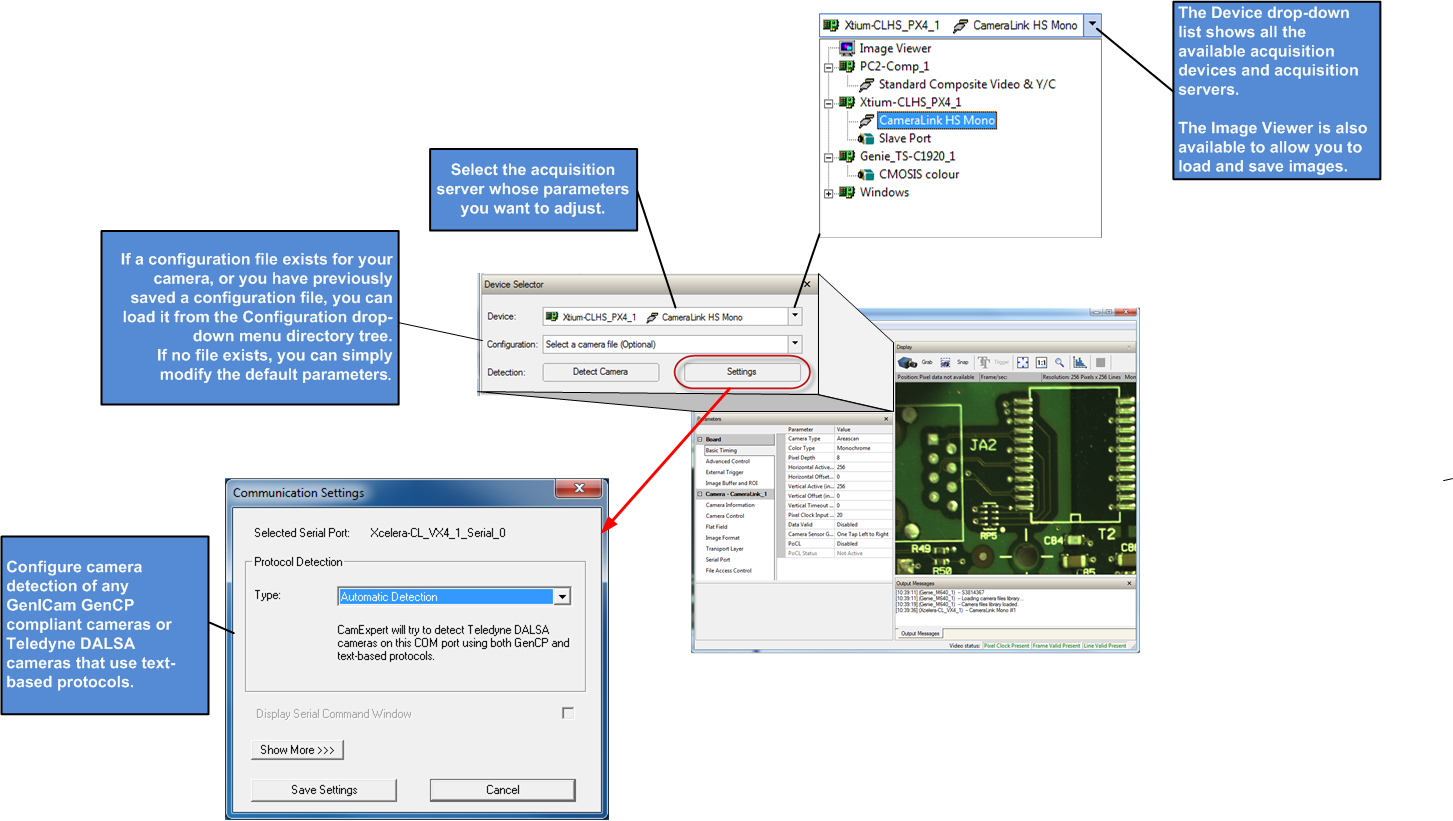 Xtium-CLHS_PX4_1 CameraLink HS Mono
Image Viewer
PC2-Comp_1
Standard Composite Video & Y/C
Xtium-CLHS_PX4_1
CameraLink HS Mono
Slave Port
Genie_TS-C1920_1
CMOSIS colour
Windows
The Device drop-down
list shows all the
available acquisition
devices and acquisition
servers.
The Image Viewer is also
available to allow you to
load and save images.
Select the acquisition
server whose parameters
you want to adjust.
If a configuration file exists for your
camera, or you have previously
saved a configuration file, you can
load it from the Configuration drop-
down menu directory tree.
If no file exists, you can simply
modify the default parameters.
Device Selector
Device: Xtium-CLHS_PX4_1 CameraLink HS Mono
Configuration: Select a camera file (Optional)
Detection: Detect Camera Settings
Display
Grab Snap Trigger 1:1
Position: Pixel data not available Frame/sec: Resolution: 256 Pixels x 256 Lines Mon
JA2
RP5
C84
T2
C8
R49
R50
85
Parameters
Board
Basic Timing
Advanced Control
External Trigger
Image Buffer and ROI
Camera - CameraLink_1
Camera Information
Camera Control
Flat Field
Image Format
Transport Layer
Serial Port
File Access Control
Parameter Value
Camera Type Areascan
Color Type Monochrome
Pixel Depth 8
Horizontal Active... 256
Horizontal Offset... 0
Vertical Active (in... 256
Vertical Offset (in... 0
Vertical Timeout ... 0
Pixel Clock Input ... 20
Data Valid Disabled
Camera Sensor G... One Tap Left to Right
PoCL Disabled
PoCL Status Not Active
Output Messages
[10:39:11] (Genie_M640_1) - S3814367
[10:39:11] (Genie_M640_1) - Loading camera files library...
[10:39:19] (Genie_M640_1) - Camera files library loaded.
[10:39:36] (Xcelera-CL_VX4_1) - CameraLink Mono #1
Output Messages
Video status: Pixel Clock Present Frame Valid Present Line Valid Present
Configure camera
detection of any
GenICam GenCP
compliant cameras or
Teledyne DALSA
cameras that use text-
based protocols.
Communication Settings
Selected Serial Port: Xcelera-CL_VX4_1_Serial_0
Protocol Detection
Type: Automatic Detection
CamExpert will try to detect Teledyne DALSA
cameras on this COM port using both GenCP and
text-based protocols.
Display Serial Command Window
Show More >>>
Save Settings Cancel